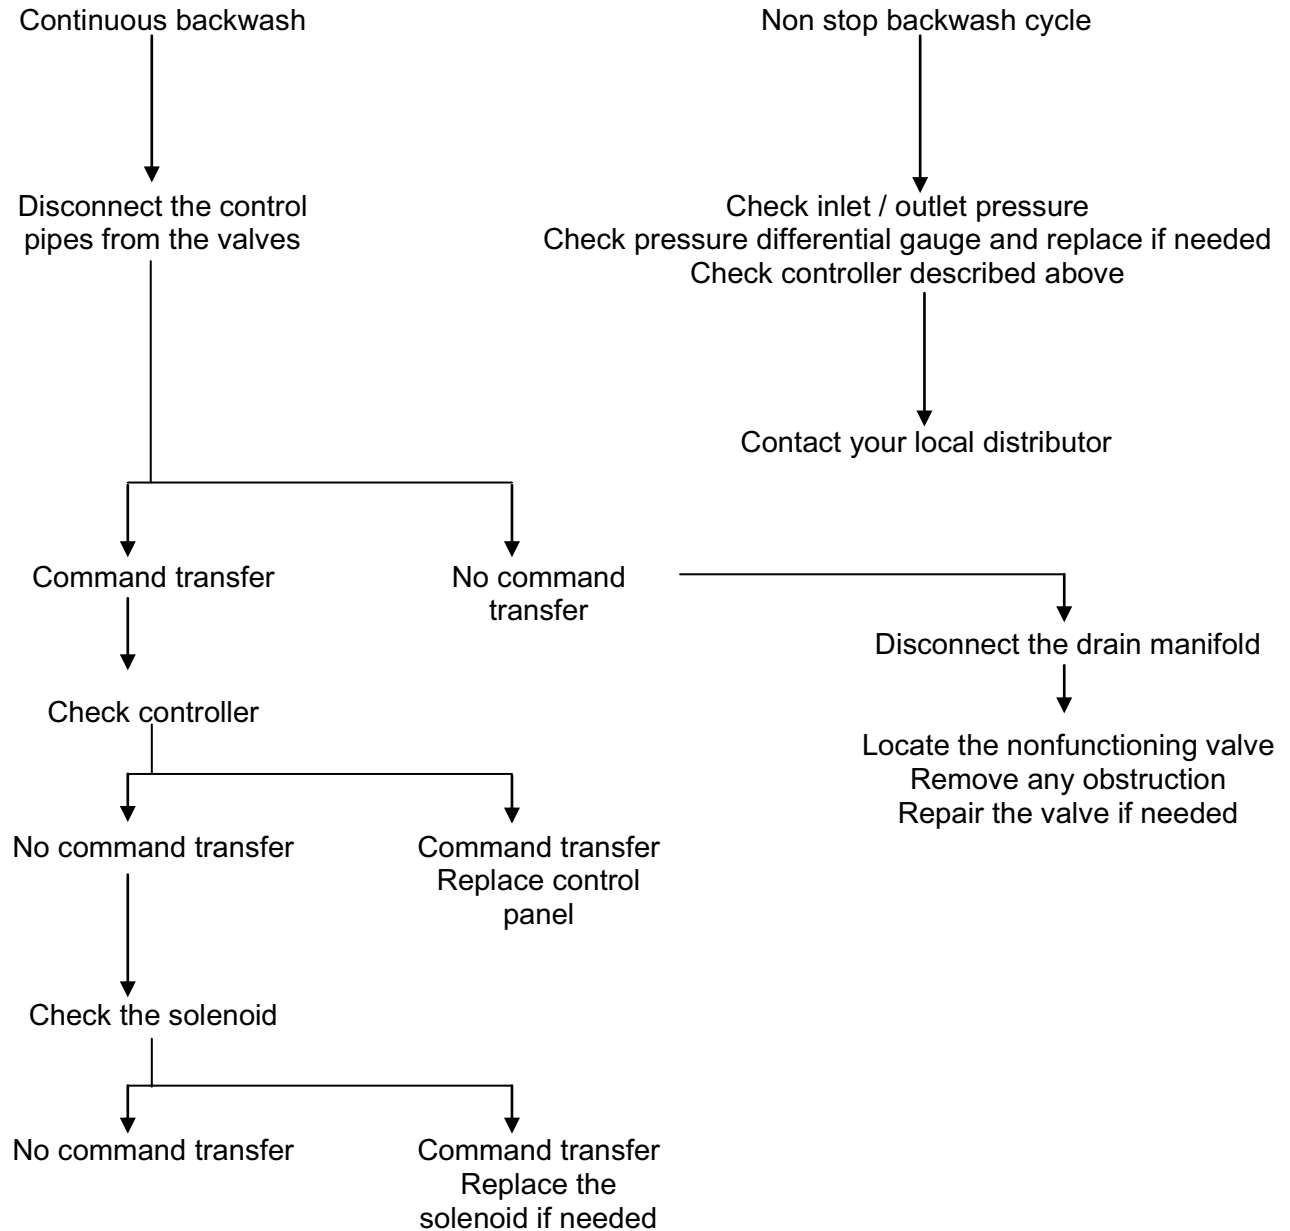 Continuous backwash
Non stop backwash cycle
Disconnect the control
pipes from the valves
Check inlet / outlet pressure
Check pressure differential gauge and replace if needed
Check controller described above
Contact your local distributor
Command transfer
No command
transfer
Disconnect the drain manifold
Check controller
Locate the nonfunctioning valve
Remove any obstruction
Repair the valve if needed
No command transfer
Command transfer
Replace control
panel
Check the solenoid
No command transfer
Command transfer
Replace the
solenoid if needed